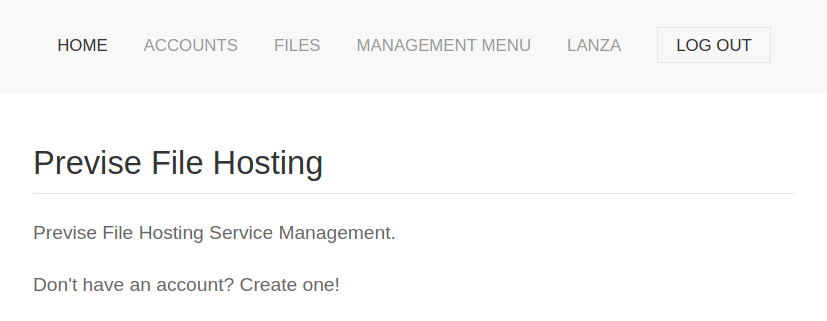 HOME ACCOUNTS FILES MANAGEMENT MENU LANZA LOG OUT
Previse File Hosting
Previse File Hosting Service Management.
Don't have an account? Create one!